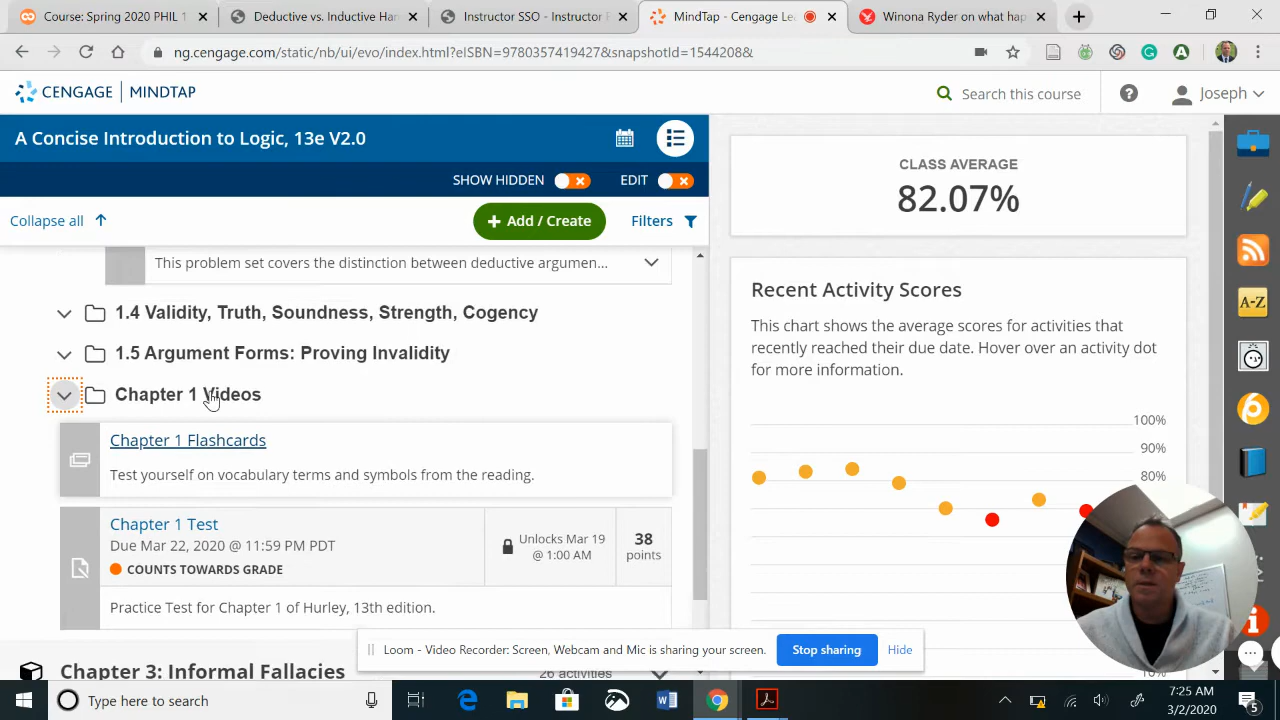 Course: Spring 2020 PHIL 1
Deductive vs. Inductive Han
Instructor SSO - Instructor F
MindTap - Cengage Le
Winona Ryder on what hap
ng.cengage.com/static/nb/ui/evo/index.html?eISBN=9780357419427&snapshotId=1544208&
CENGAGE MINDTAP
Search this course
Joseph
A Concise Introduction to Logic, 13e V2.0
SHOW HIDDEN
EDIT
Collapse all
+ Add / Create
Filters
This problem set covers the distinction between deductive argumen...
1.4 Validity, Truth, Soundness, Strength, Cogency
1.5 Argument Forms: Proving Invalidity
Chapter 1 Videos
Chapter 1 Flashcards
Test yourself on vocabulary terms and symbols from the reading.
Chapter 1 Test
Due Mar 22, 2020 @ 11:59 PM PDT
COUNTS TOWARDS GRADE
Unlocks Mar 19
@ 1:00 AM
38
points
Practice Test for Chapter 1 of Hurley, 13th edition.
Chapter 3: Informal Fallacies
26 activities
CLASS AVERAGE
82.07%
Recent Activity Scores
This chart shows the average scores for activities that
recently reached their due date. Hover over an activity dot
for more information.
100%
90%
80%
10%
A-Z
Loom - Video Recorder: Screen, Webcam and Mic is sharing your screen.
Stop sharing
Hide
Type here to search
7:25 AM
3/2/2020
5